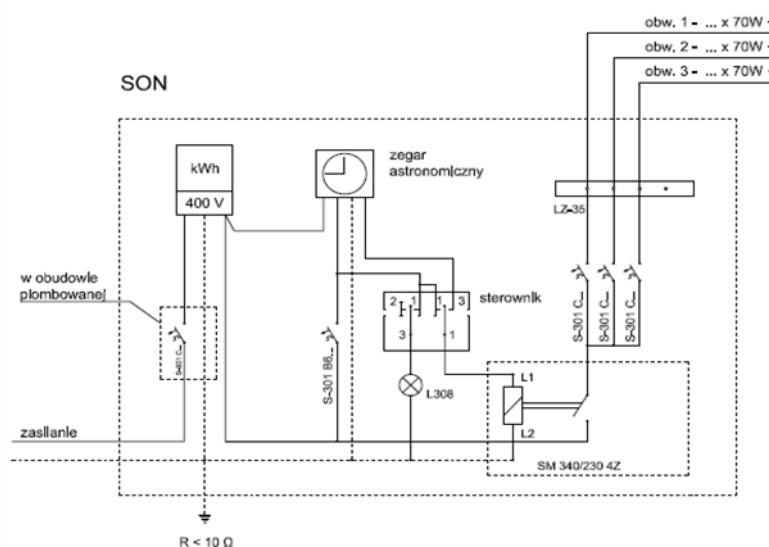 obw. 1 - ... x 70W
obw. 2 - ... x 70W
obw. 3 - ... x 70W
SON
kWh
400 V
zegar
astronomiczny
LZ-35
w obudowie
plombowanej
S-301 C...
S-301 B6...
2 1 1 3
3 1
sterownik
S-301 C...
S-301 C...
S-301 C...
L308
L1
L2
zasilanie
SM 340/230 4Z
R < 10 Ω